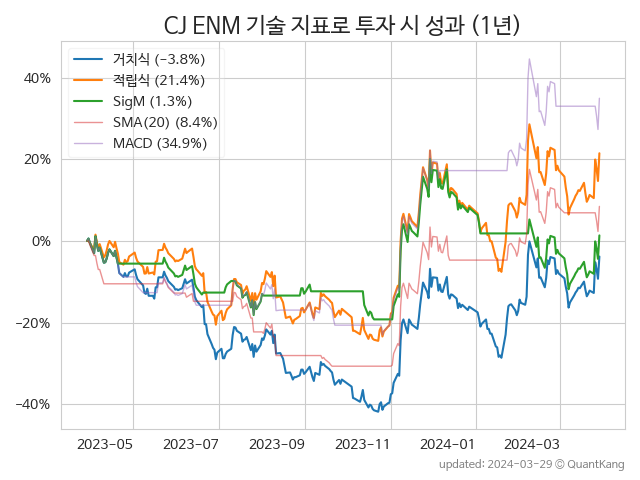 CJ ENM 기술 지표로 투자 시 성과 (1년)
거치식 (−3.8%)
적립식 (21.4%)
SigM (1.3%)
SMA(20) (8.4%)
MACD (34.9%)
40%
20%
0%
−20%
−40%
2023−05 2023−07 2023−09 2023−11 2024−01 2024−03
updated: 2024−03−29 © QuantKang